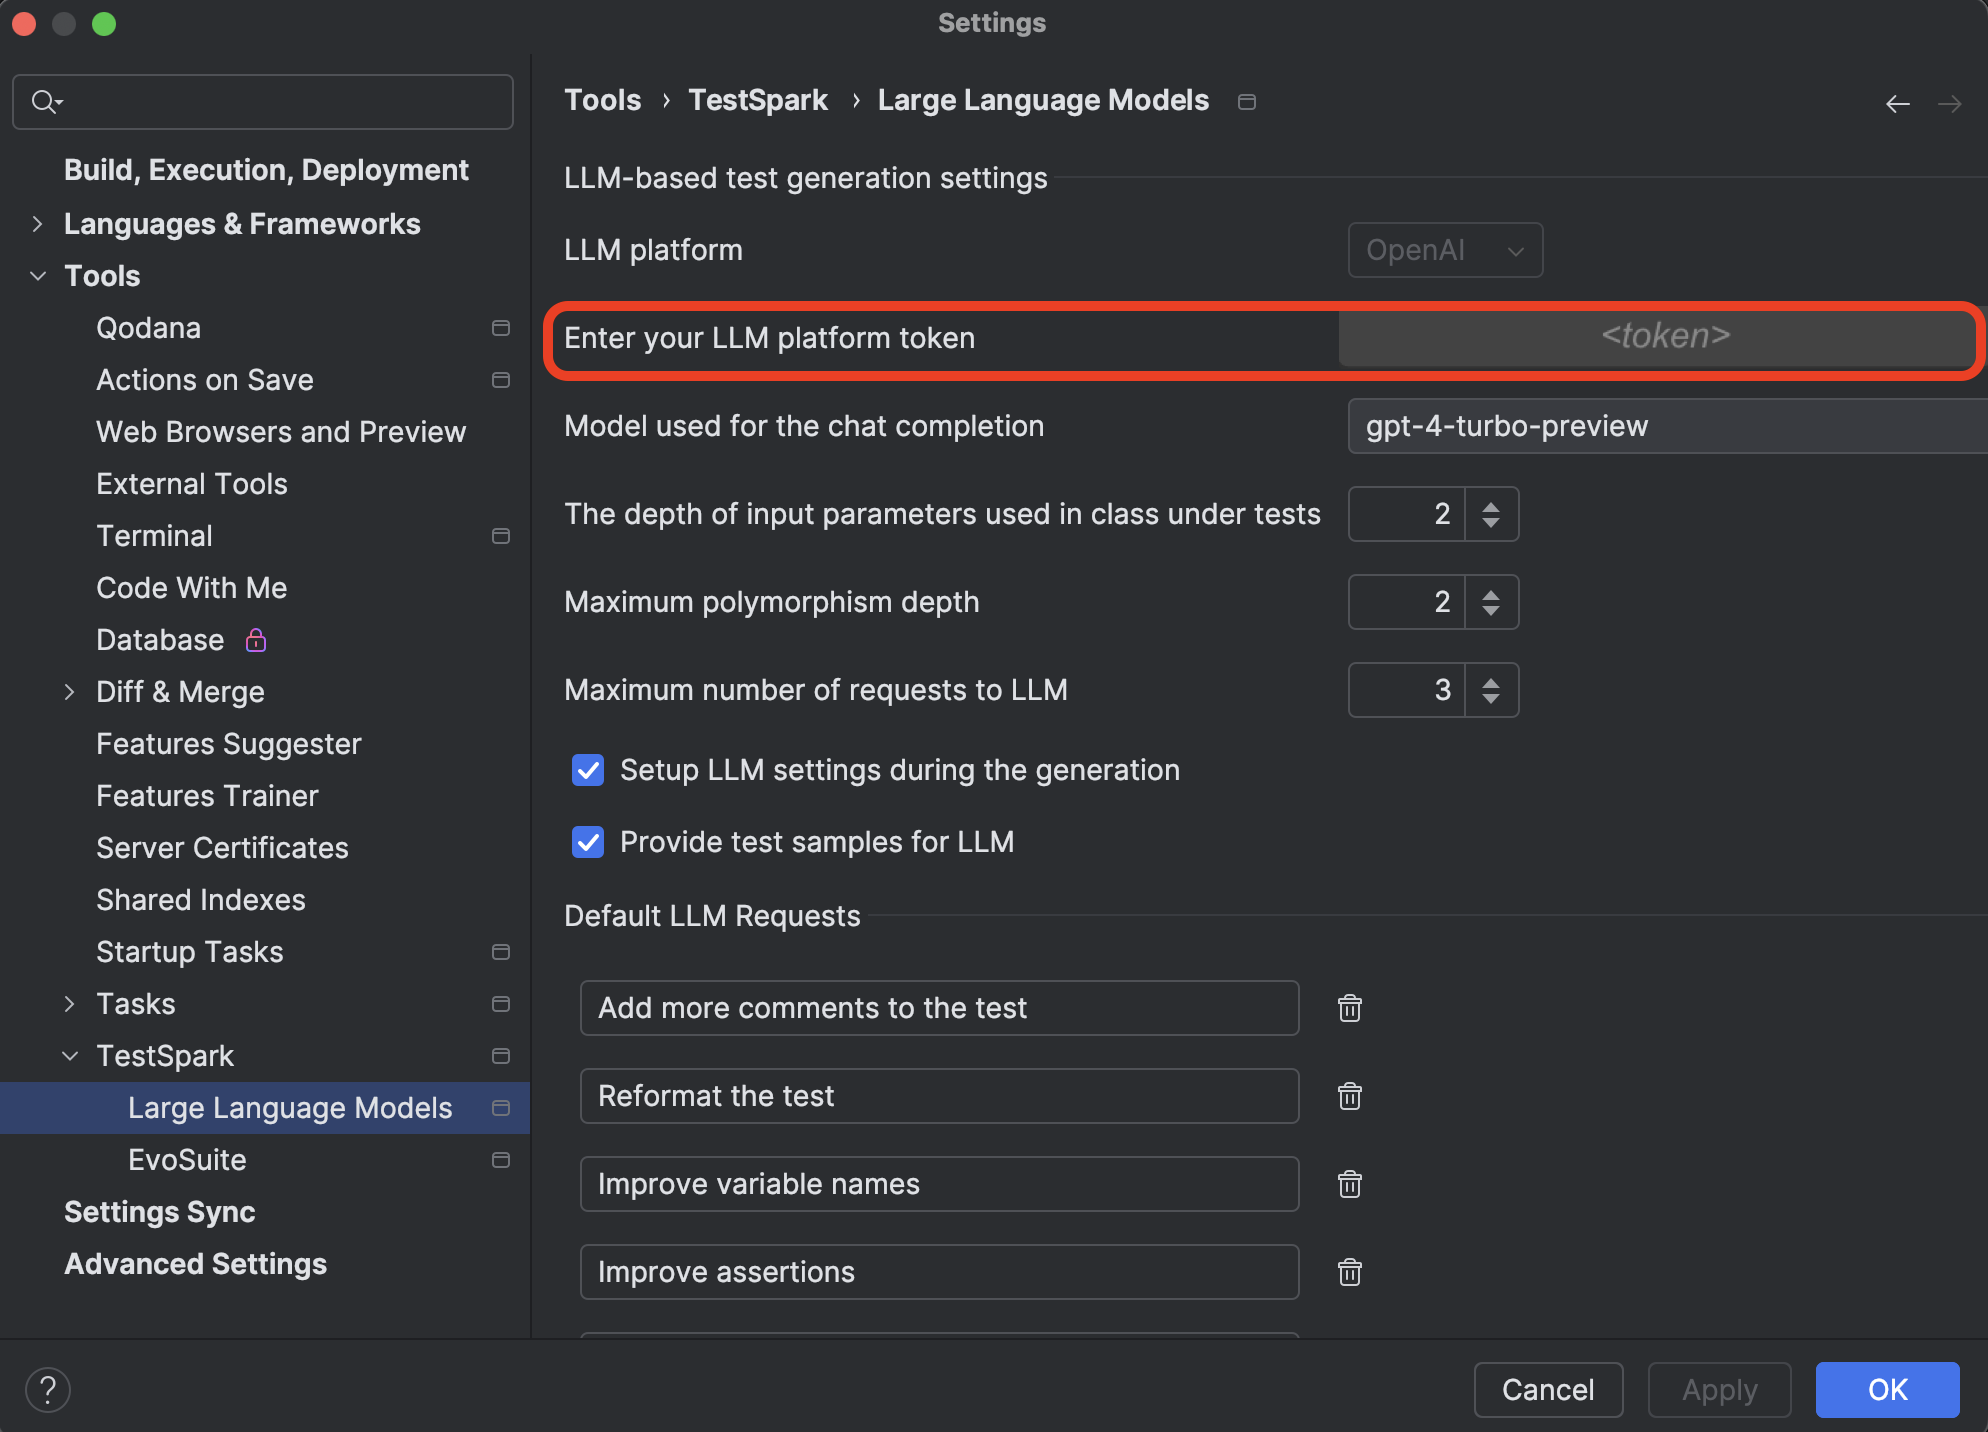 Settings
Build, Execution, Deployment
Languages & Frameworks
Tools
Qodana
Actions on Save
Web Browsers and Preview
External Tools
Terminal
Code With Me
Database
Diff & Merge
Features Suggester
Features Trainer
Server Certificates
Shared Indexes
Startup Tasks
Tasks
TestSpark
Large Language Models
EvoSuite
Settings Sync
Advanced Settings
Tools › TestSpark › Large Language Models
LLM-based test generation settings
LLM platform OpenAI
Enter your LLM platform token <token>
Model used for the chat completion gpt-4-turbo-preview
The depth of input parameters used in class under tests 2
Maximum polymorphism depth 2
Maximum number of requests to LLM 3
Setup LLM settings during the generation
Provide test samples for LLM
Default LLM Requests
Add more comments to the test
Reformat the test
Improve variable names
Improve assertions
? Cancel Apply OK